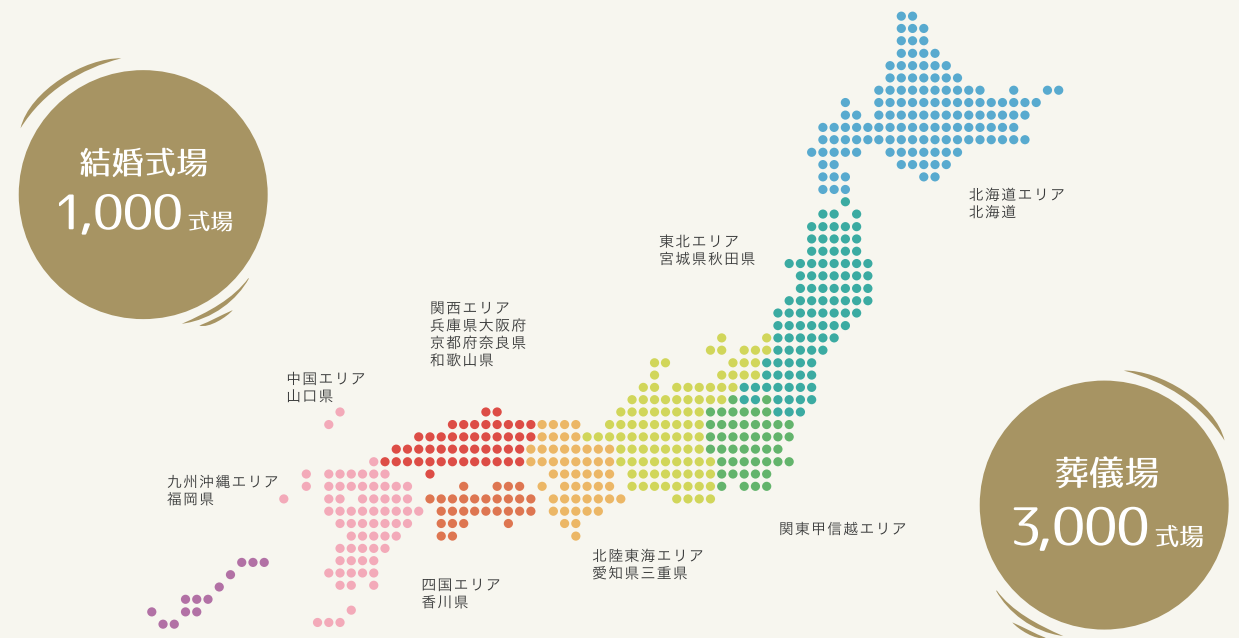 結婚式場
1,000 式場
北海道エリア
北海道
東北エリア
宮城県秋田県
関西エリア
兵庫県大阪府
京都府奈良県
和歌山県
中国エリア
山口県
九州沖縄エリア
福岡県
葬儀場
3,000 式場
関東甲信越エリア
北陸東海エリア
愛知県三重県
四国エリア
香川県